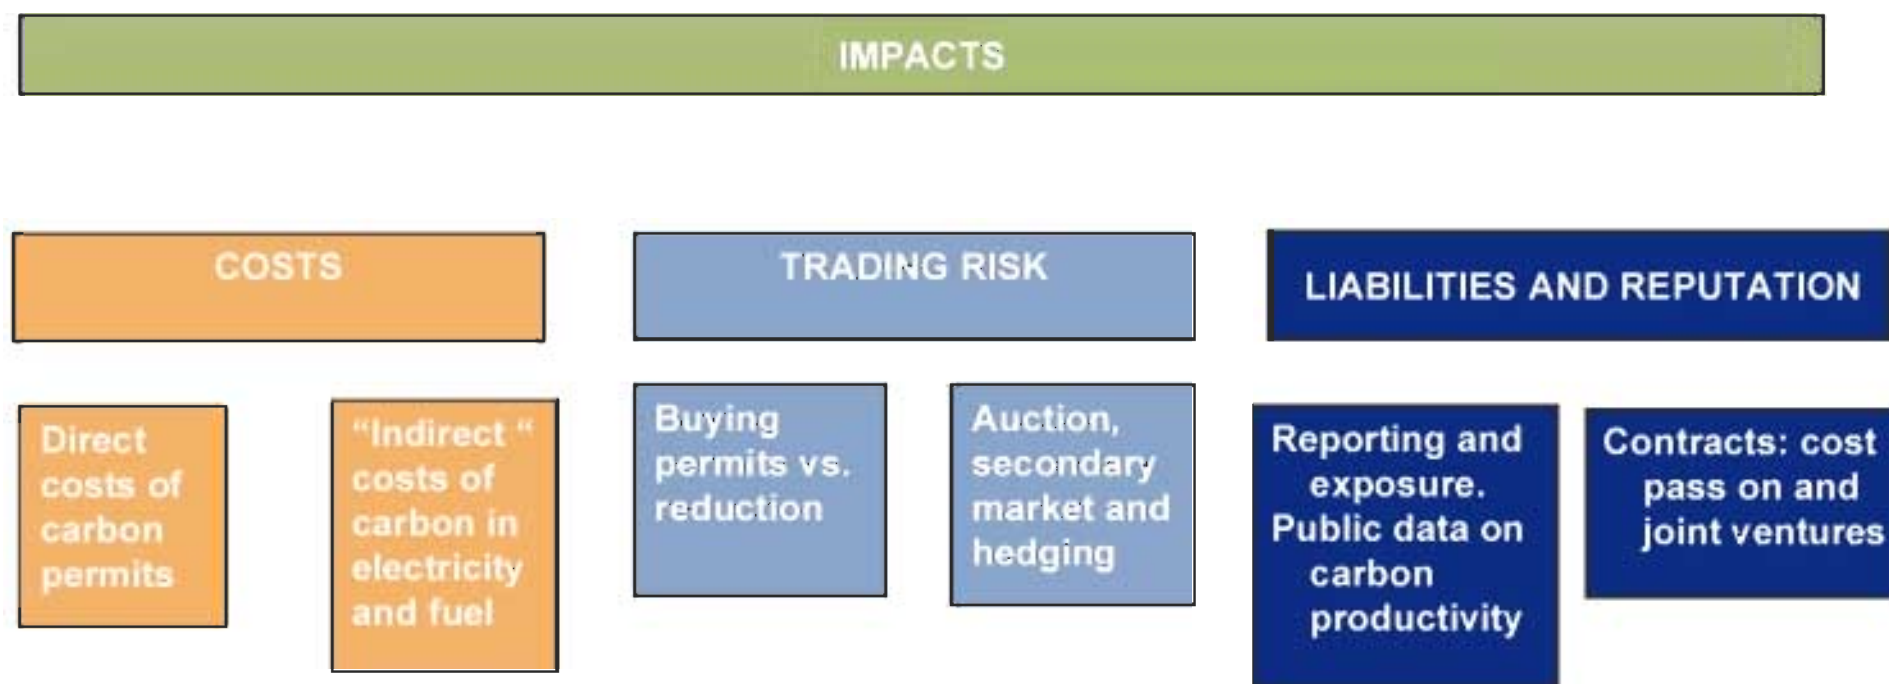 IMPACTS
COSTS
TRADING RISK
LIABILITIES AND REPUTATION
Direct
costs of
carbon
permits
“Indirect “
costs of
carbon in
electricity
and fuel
Buying
permits vs.
reduction
Auction,
secondary
market and
hedging
Reporting and
exposure.
Public data on
carbon
productivity
Contracts: cost
pass on and
joint ventures